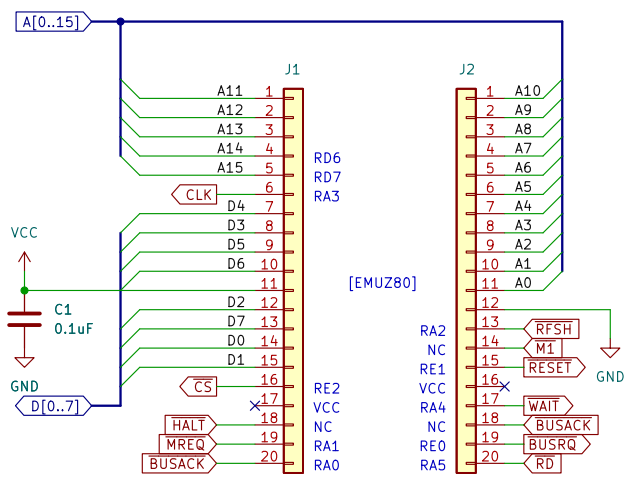 A[0..15]
J1
J2
A11 1
A12 2
A13 3
A14 4 RD6
A15 5 RD7
CLK 6 RA3
D4 7
D3 8
D5 9
D6 10
11
D2 12
D7 13
D0 14
D1 15
CS 16 RE2
17 VCC
HALT 18 NC
MREQ 19 RA1
BUSACK 20 RA0
VCC
C1
0.1uF
GND
D[0..7]
[EMUZ80]
1 A10
2 A9
3 A8
4 A7
5 A6
6 A5
7 A4
8 A3
9 A2
10 A1
11 A0
12
RA2 13 RFSH
NC 14 M1
RE1 15 RESET
VCC 16
RA4 17 WAIT
NC 18 BUSACK
RE0 19 BUSRQ
RA5 20 RD
GND